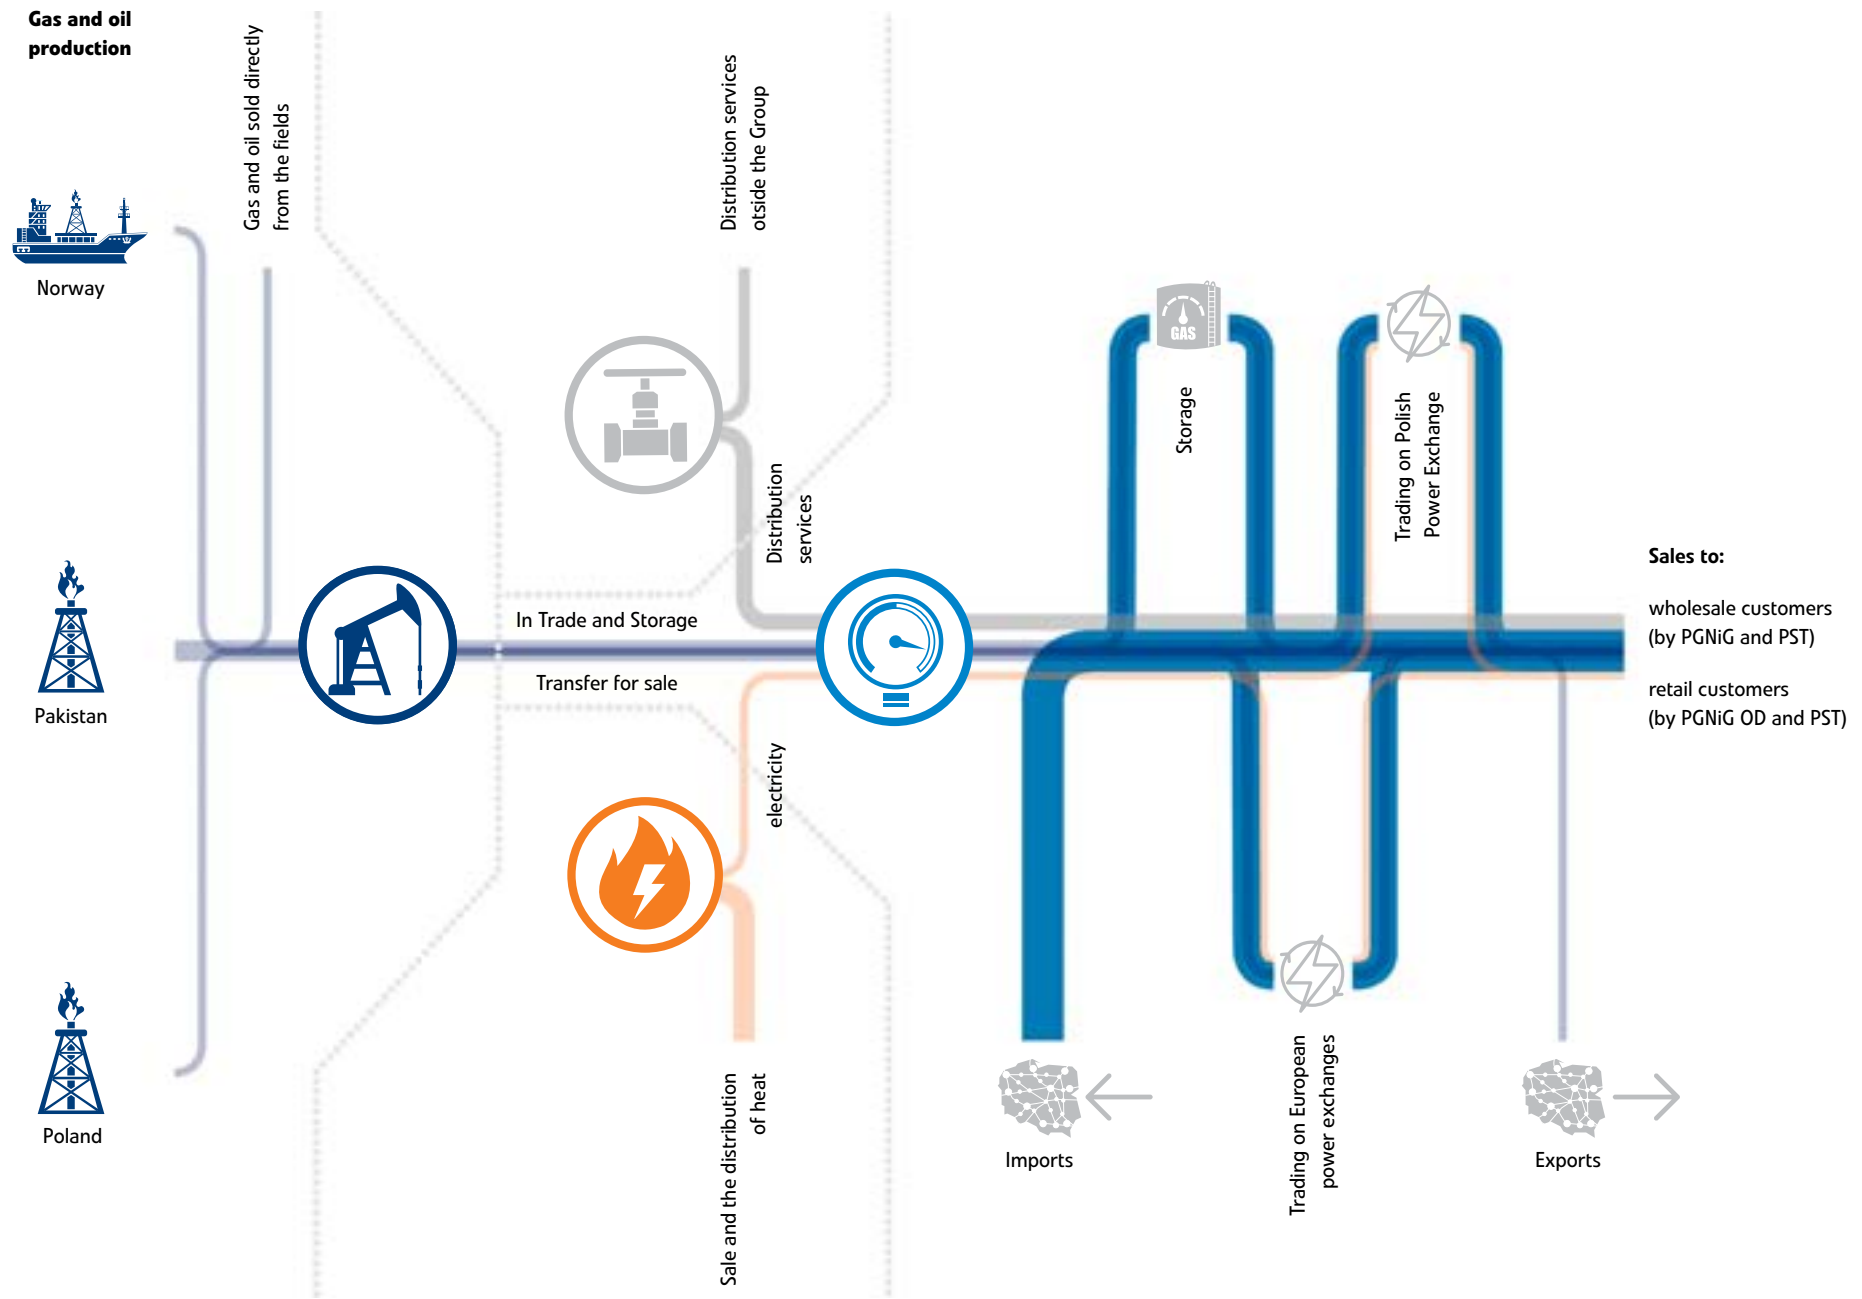 Gas and oil
production
Gas and oil sold directly
from the fields
Distribution services
otside the Group
Norway
GAS
Storage
Trading on Polish
Power Exchange
Distribution
services
Sales to:
wholesale customers
(by PGNiG and PST)
retail customers
(by PGNiG OD and PST)
In Trade and Storage
Transfer for sale
Pakistan
electricity
Poland
Sale and the distribution
of heat
Imports
Trading on European
power exchanges
Exports